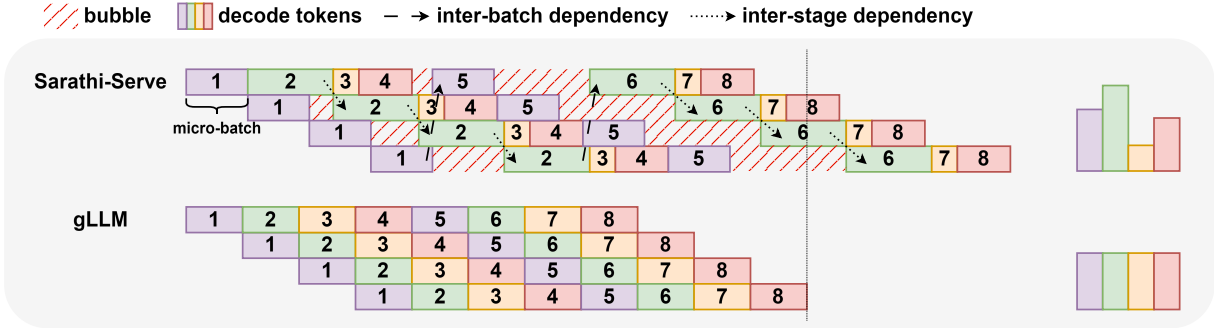 bubble decode tokens inter-batch dependency inter-stage dependency
Sarathi-Serve 1 2 3 4 5 6 7 8
1 2 3 4 5 6 7 8
micro-batch 1 2 3 4 5 6 7 8
1 2 3 4 5 6 7 8
gLLM 1 2 3 4 5 6 7 8
1 2 3 4 5 6 7 8
1 2 3 4 5 6 7 8
1 2 3 4 5 6 7 8